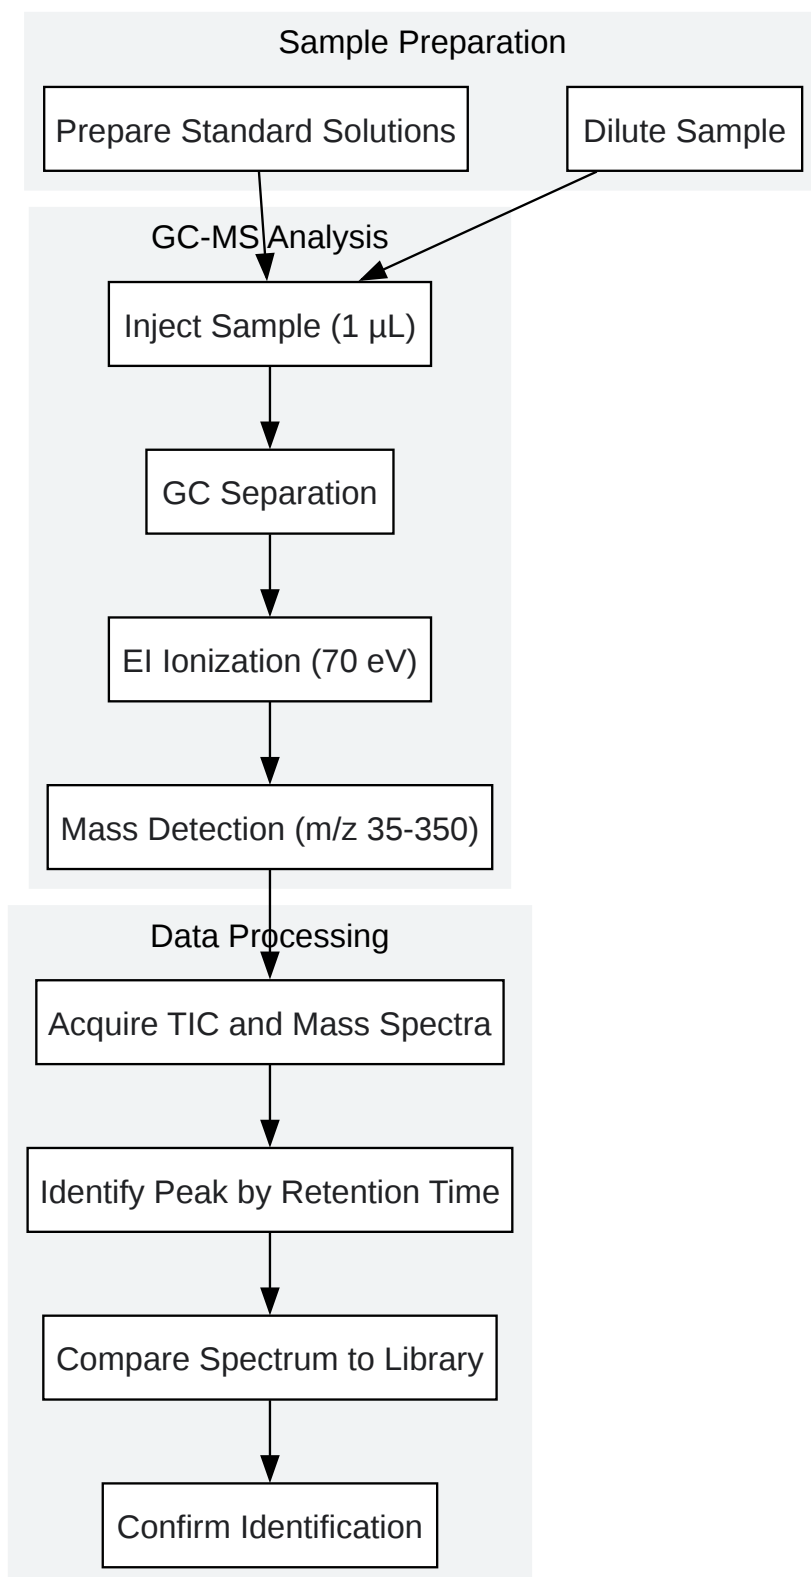 Sample Preparation
Prepare Standard Solutions
Dilute Sample
GC-MS Analysis
Inject Sample (1 µL)
GC Separation
EI Ionization (70 eV)
Mass Detection (m/z 35-350)
Data Processing
Acquire TIC and Mass Spectra
Identify Peak by Retention Time
Compare Spectrum to Library
Confirm Identification